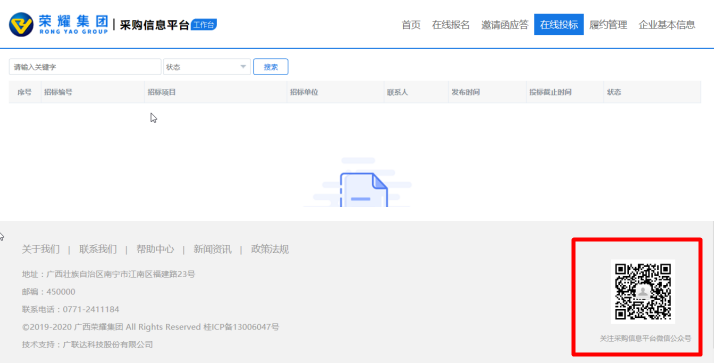 荣耀集团 | 采购信息平台 工作台
RONG YAO GROUP
首页 在线报名 邀请函应答 在线投标 履约管理 企业基本信息
请输入关键字 状态 搜索
序号 招标编号 招标项目 招标单位 联系人 发布时间 投标截止时间 状态
关于我们 | 联系我们 | 帮助中心 | 新闻资讯 | 政策法规
地址：广西壮族自治区南宁市江南区福建路23号
邮编：450000
联系电话：0771-2411184
©2019-2020 广西荣耀集团 All Rights Reserved 桂ICP备13006047号
技术支持：广联达科技股份有限公司
关注采购信息平台微信公众号